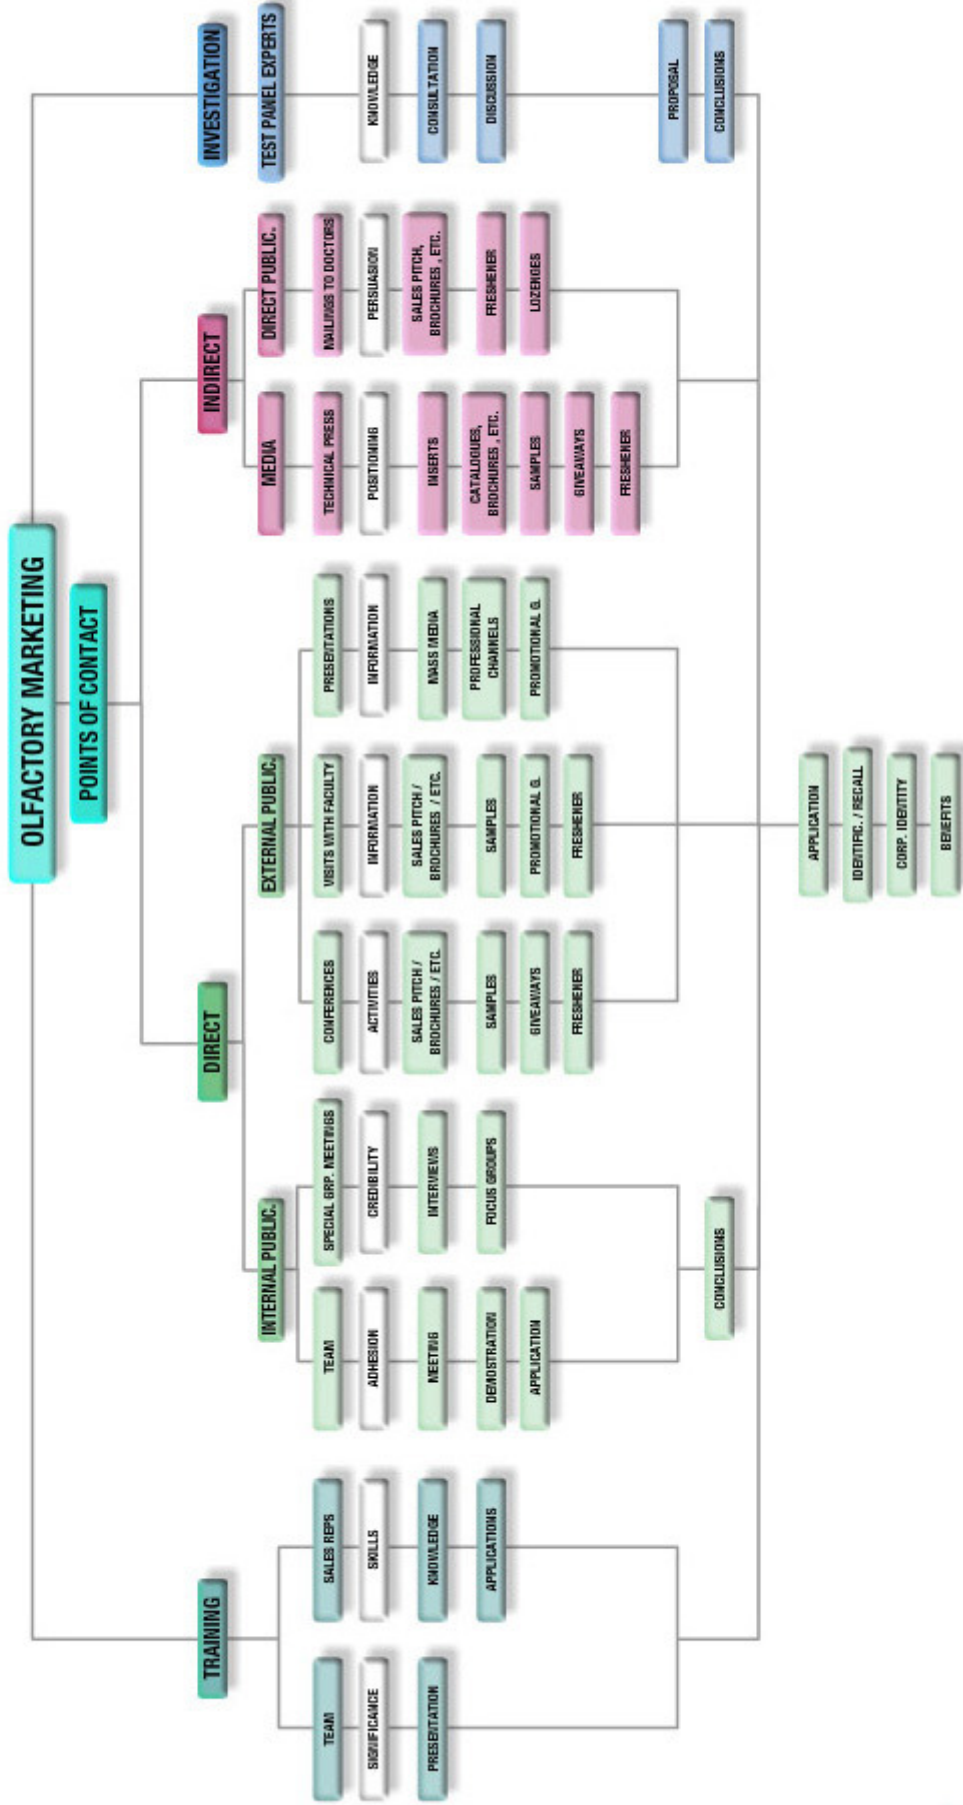 OLFACTORY MARKETING
POINTS OF CONTACT
TRAINING
TEAM
SIGNIFICANCE
PRESENTATION
SALES REPS
SKILLS
KNOWLEDGE
APPLICATIONS
DIRECT
INTERNAL PUBLIC.
TEAM
ADHESION
MEETING
DEMOSTRATION
APPLICATION
SPECIAL GRP. MEETINGS
CREDIBILITY
INTERVIEWS
FOCUS GROUPS
CONCLUSIONS
EXTERNAL PUBLIC.
CONFERENCES
ACTIVITIES
SALES PITCH /
BROCHURES / ETC.
SAMPLES
GIVEAWAYS
FRESHENER
VISITS WITH FACULTY
INFORMATION
SALES PITCH /
BROCHURES / ETC.
SAMPLES
PROMOTIONAL G.
FRESHENER
PRESENTATIONS
INFORMATION
MASS MEDIA
PROFESSIONAL
CHANNELS
PROMOTIONAL G.
INDIRECT
MEDIA
TECHNICAL PRESS
POSITIONING
INSERTS
CATALOGUES,
BROCHURES , ETC.
SAMPLES
GIVEAWAYS
FRESHENER
DIRECT PUBLIC.
MAILINGS TO DOCTORS
PERSUASION
SALES PITCH,
BROCHURES , ETC.
FRESHENER
LOZENGES
INVESTIGATION
TEST PANEL EXPERTS
KNOWLEDGE
CONSULTATION
DISCUSSION
PROPOSAL
CONCLUSIONS
APPLICATION
IDENTIFIC. / RECALL
CORP. IDENTITY
BENEFITS